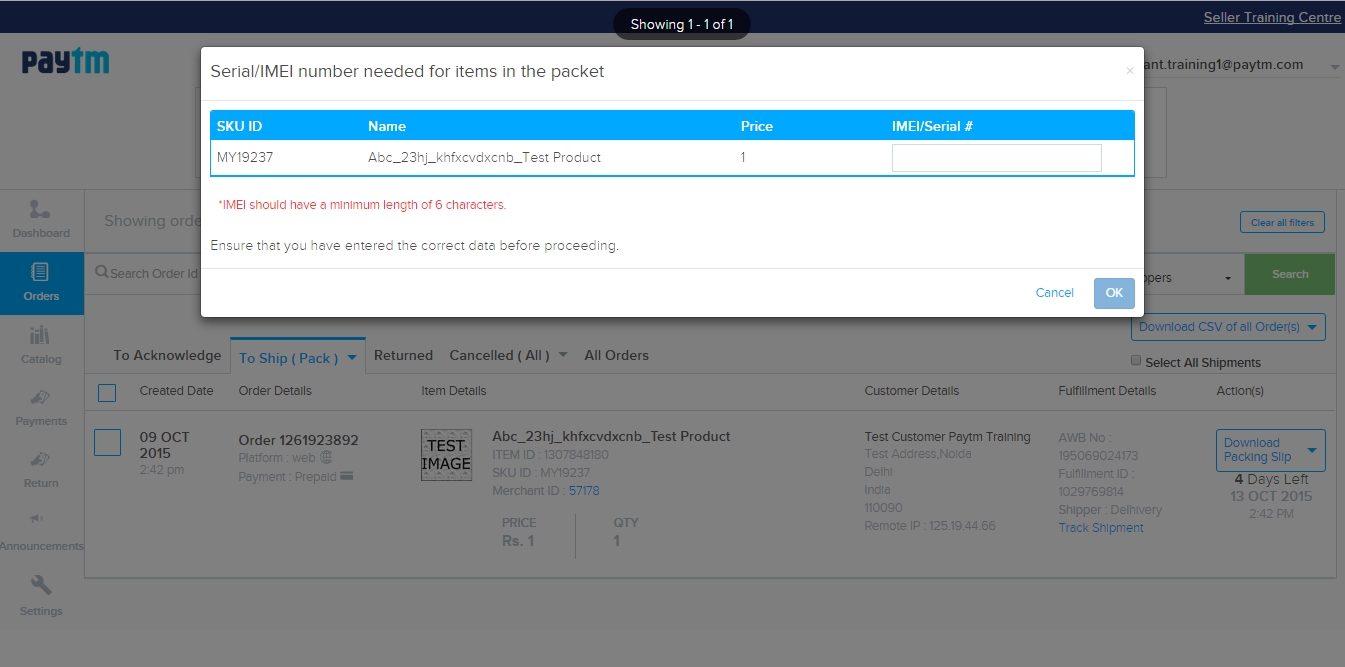 Showing 1 - 1 of 1
Seller Training Centre
paytm
ant.training1@paytm.com
Serial/IMEI number needed for items in the packet
×
SKU ID Name Price IMEI/Serial #
MY19237 Abc_23hj_khfxcvdxcnb_Test Product 1
*IMEI should have a minimum length of 6 characters.
Ensure that you have entered the correct data before proceeding.
Cancel OK
Dashboard
Orders
Catalog
Payments
Return
Announcements
Settings
Showing orde
Clear all filters
Search Order Id
pers
Search
Download CSV of all Order(s)
To Acknowledge To Ship ( Pack ) Returned Cancelled ( All ) All Orders
Select All Shipments
Created Date Order Details Item Details Customer Details Fulfillment Details Action(s)
09 OCT
2015
2:42 pm
Order 1261923892
Platform : web
Payment : Prepaid
TEST
IMAGE
Abc_23hj_khfxcvdxcnb_Test Product
ITEM ID : 1307848180
SKU ID : MY19237
Merchant ID : 57178
PRICE QTY
Rs. 1 1
Test Customer Paytm Training
Test Address,Noida
Delhi
India
110090
Remote IP : 125.19.44.66
AWB No :
195069024173
Fulfillment ID :
1029769814
Shipper : Delhivery
Track Shipment
Download
Packing Slip
4 Days Left
13 OCT 2015
2:42 PM